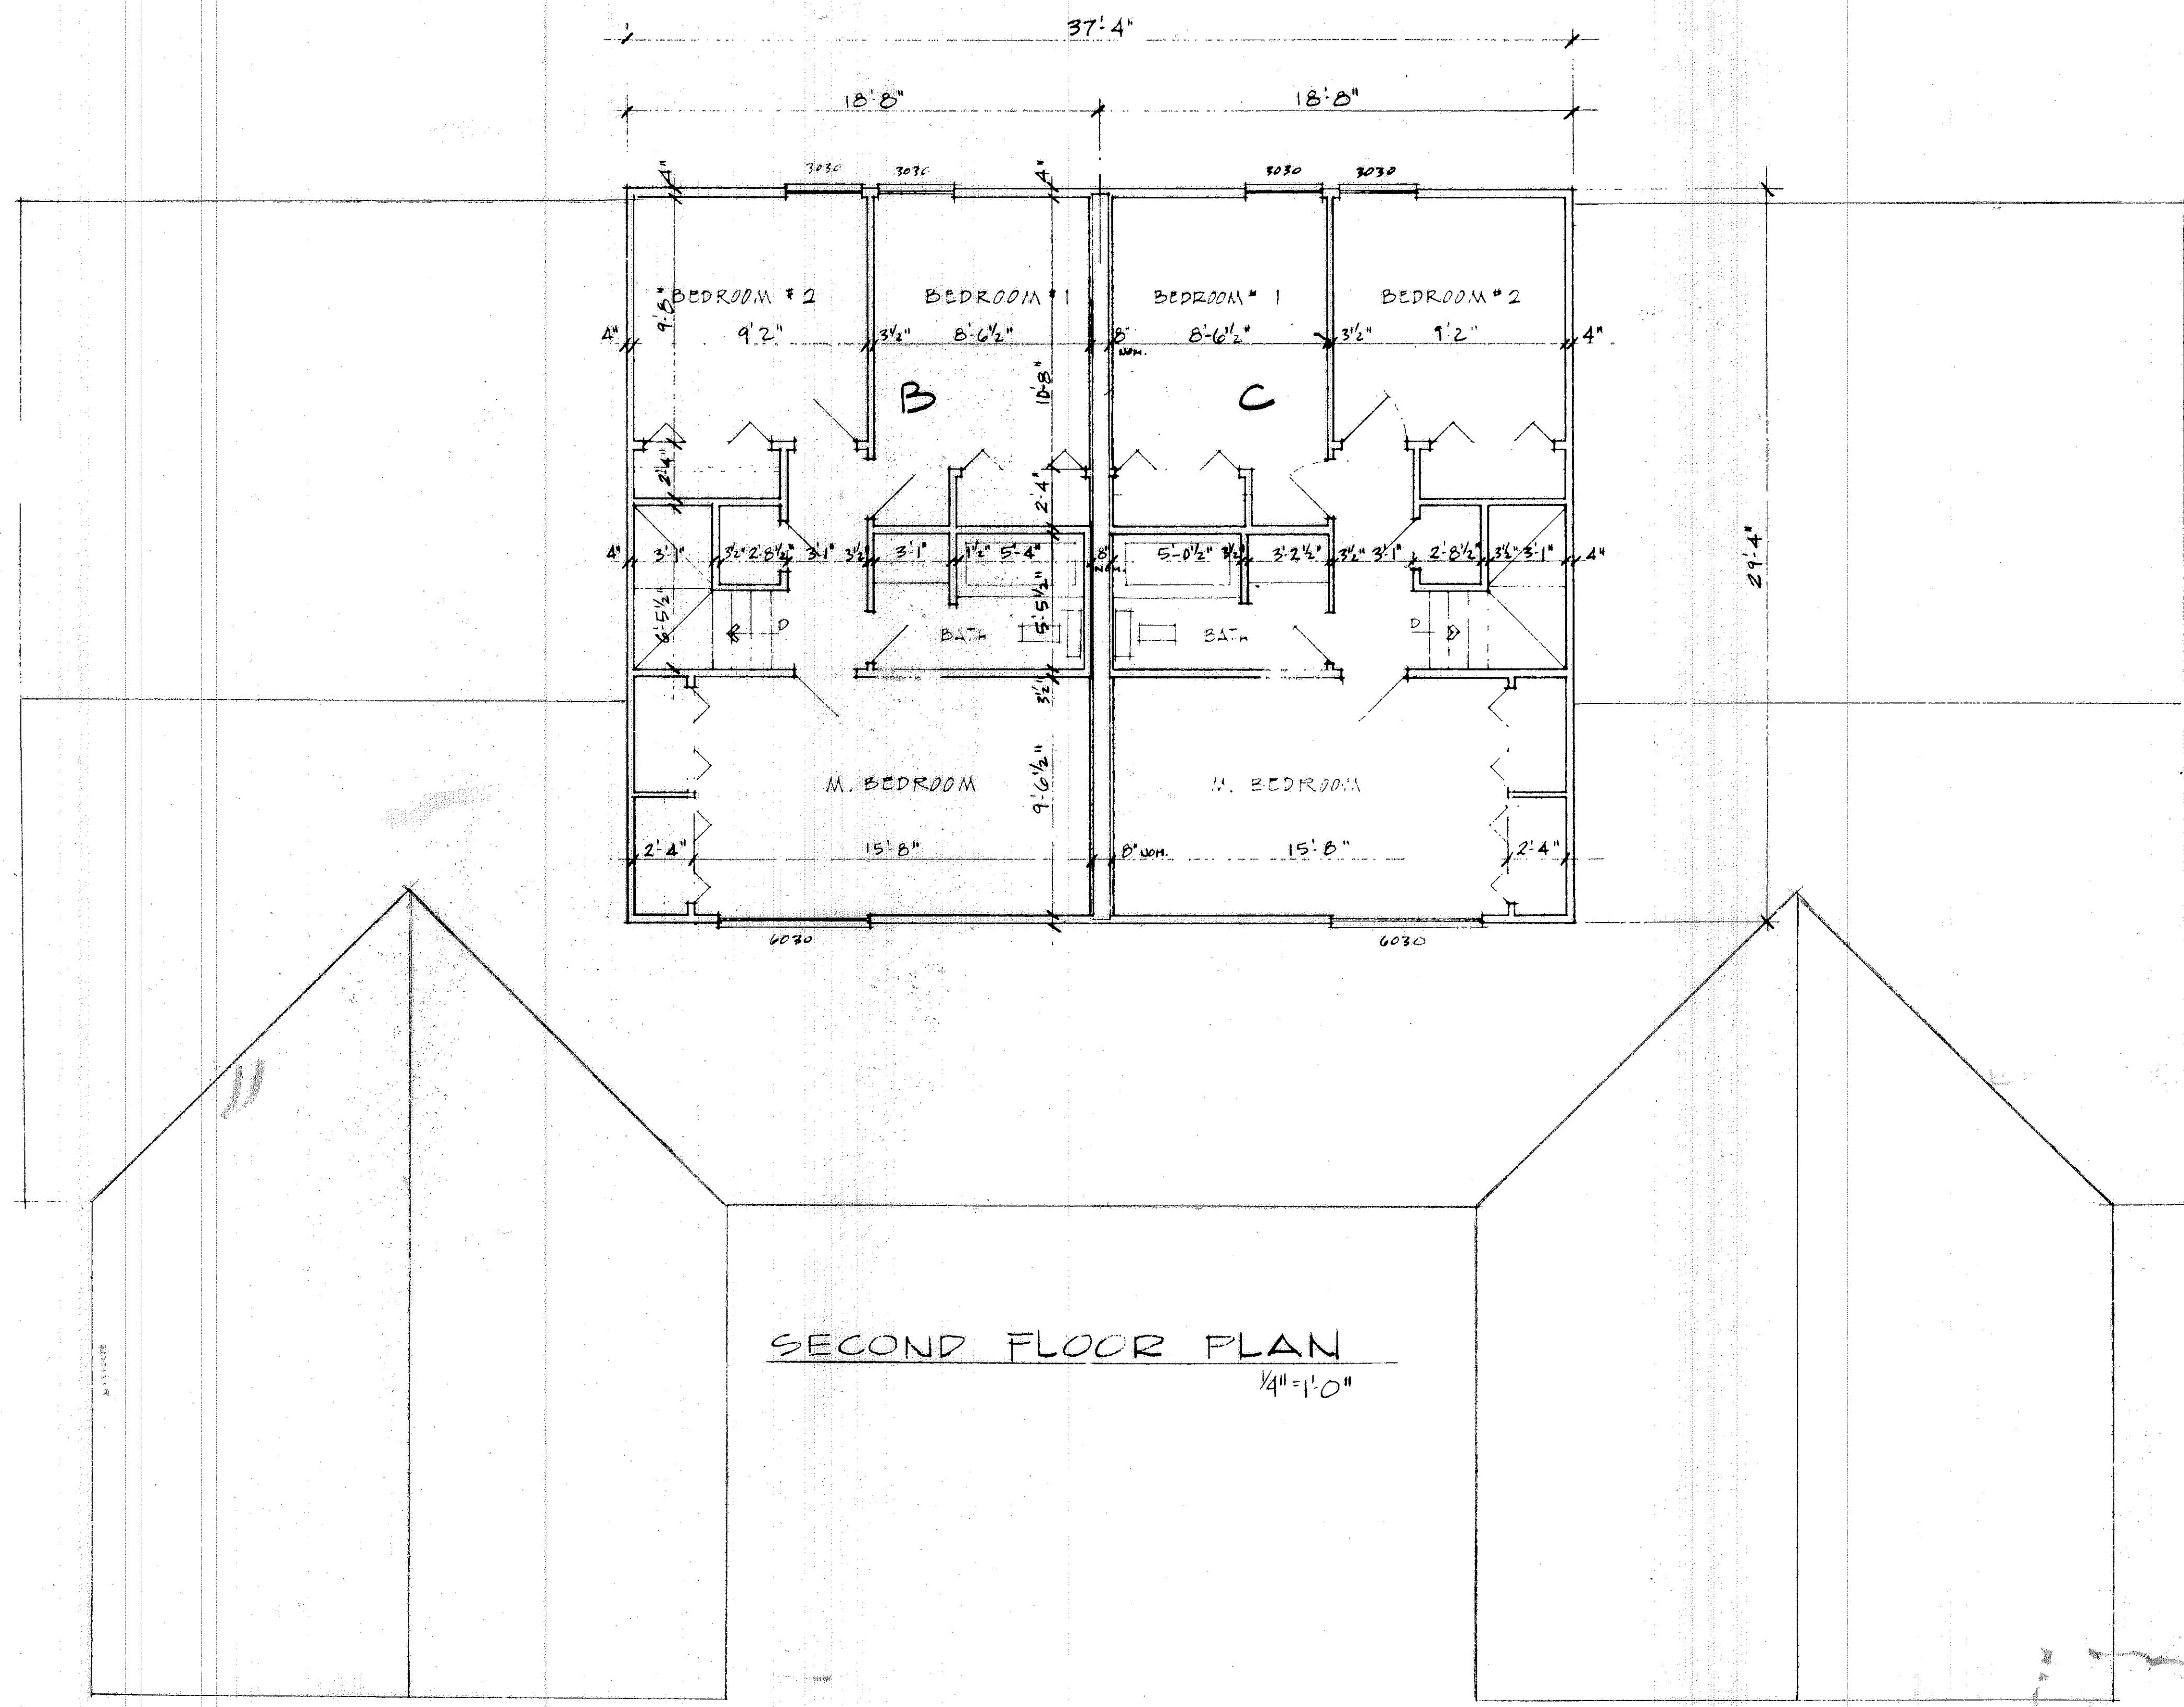 37'-4"
18'-8" 18'-8"
4" 3030 3030 4" 3030 3030
BEDROOM #2 BEDROOM #1 BEDROOM #1 BEDROOM #2
9'-8"
4" 9'2" 3½" 8'-6½" 8" NOM. 8'-6½" 3½" 9'2" 4"
10'-8"
B C
2'-4" 2'-4"
4" 3'-1" 3½" 2'-8½" 3'-1" 3½" 3'-1" 5'-4" 8" 5'-0½" 3½" 3'-2½" 3½" 3'-1" 2'-8½" 3½" 3'-1" 4"
29'-4"
6'-5½" 5'-5½"
D BATH BATH D
3½"
M. BEDROOM M. BEDROOM
9'-6½"
2'-4" 15'-8" 8" NOM. 15'-8" 2'-4"
6030 6030
SECOND FLOOR PLAN
¼"=1'-0"